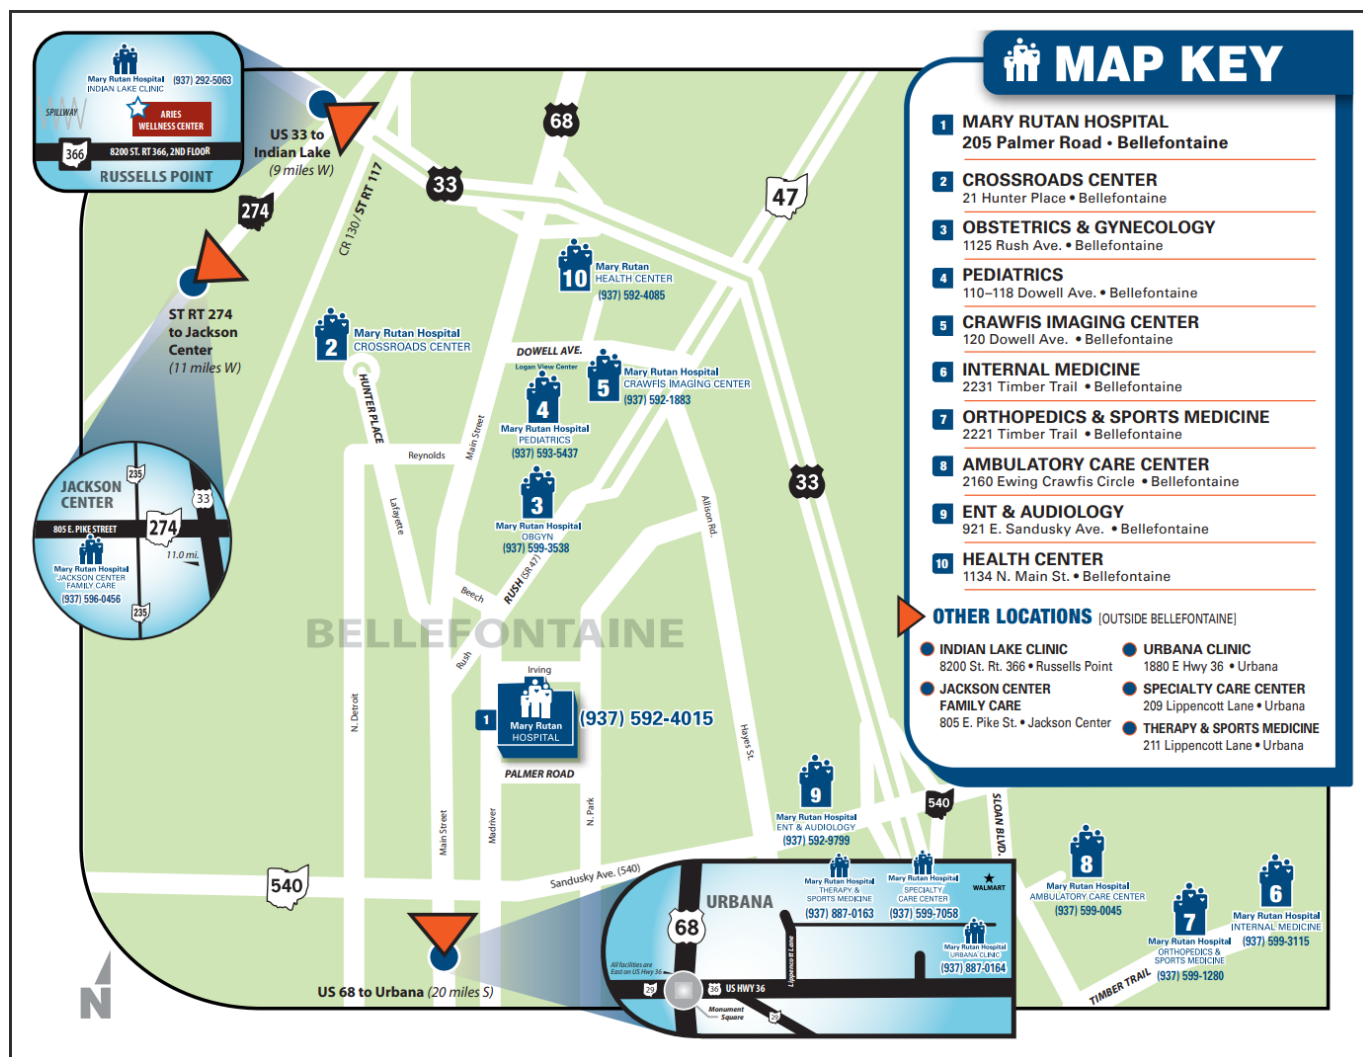 Mary Rutan Hospital
INDIAN LAKE CLINIC
(937) 292-5063
SPILLWAY
ARIES
WELLNESS CENTER
366
8200 ST. RT 366, 2ND FLOOR
RUSSELLS POINT
US 33 to
Indian Lake
(9 miles W)
274
CR 130 / ST RT 117
68
33
47
ST RT 274
to Jackson
Center
(11 miles W)
10
Mary Rutan
HEALTH CENTER
(937) 592-4085
2
Mary Rutan Hospital
CROSSROADS CENTER
HUNTER PLACE
DOWELL AVE.
Logan View Center
5
Mary Rutan Hospital
CRAWFIS IMAGING CENTER
(937) 592-1883
4
Mary Rutan Hospital
PEDIATRICS
(937) 593-5437
Main Street
Reynolds
3
Mary Rutan Hospital
OBGYN
(937) 599-3538
Lafayette
Allison Rd.
33
JACKSON
CENTER
235
33
805 E. PIKE STREET
274
11.0 mi.
Mary Rutan Hospital
JACKSON CENTER
FAMILY CARE
(937) 596-0456
235
RUSH (SR 47)
Beech
BELLEFONTAINE
Rush
Irving
1
Mary Rutan
HOSPITAL
(937) 592-4015
PALMER ROAD
N. Detroit
Main Street
Madriver
N. Park
Hayes St.
9
Mary Rutan Hospital
ENT & AUDIOLOGY
(937) 592-9799
540
SLOAN BLVD.
540
Sandusky Ave. (540)
8
Mary Rutan Hospital
AMBULATORY CARE CENTER
(937) 599-0045
7
Mary Rutan Hospital
ORTHOPEDICS &
SPORTS MEDICINE
(937) 599-1280
6
Mary Rutan Hospital
INTERNAL MEDICINE
(937) 599-3115
TIMBER TRAIL
N
US 68 to Urbana (20 miles S)
URBANA
68
Mary Rutan Hospital
THERAPY &
SPORTS MEDICINE
(937) 887-0163
Mary Rutan Hospital
SPECIALTY
CARE CENTER
(937) 599-7058
WALMART
Mary Rutan Hospital
URBANA CLINIC
(937) 887-0164
Lippencott Lane
All facilities are
East on US Hwy 36
29
36
US HWY 36
Monument
Square
29
MAP KEY
1 MARY RUTAN HOSPITAL
205 Palmer Road • Bellefontaine
2 CROSSROADS CENTER
21 Hunter Place • Bellefontaine
3 OBSTETRICS & GYNECOLOGY
1125 Rush Ave. • Bellefontaine
4 PEDIATRICS
110–118 Dowell Ave. • Bellefontaine
5 CRAWFIS IMAGING CENTER
120 Dowell Ave. • Bellefontaine
6 INTERNAL MEDICINE
2231 Timber Trail • Bellefontaine
7 ORTHOPEDICS & SPORTS MEDICINE
2221 Timber Trail • Bellefontaine
8 AMBULATORY CARE CENTER
2160 Ewing Crawfis Circle • Bellefontaine
9 ENT & AUDIOLOGY
921 E. Sandusky Ave. • Bellefontaine
10 HEALTH CENTER
1134 N. Main St. • Bellefontaine
OTHER LOCATIONS [OUTSIDE BELLEFONTAINE]
INDIAN LAKE CLINIC
8200 St. Rt. 366 • Russells Point
JACKSON CENTER
FAMILY CARE
805 E. Pike St. • Jackson Center
URBANA CLINIC
1880 E Hwy 36 • Urbana
SPECIALTY CARE CENTER
209 Lippencott Lane • Urbana
THERAPY & SPORTS MEDICINE
211 Lippencott Lane • Urbana